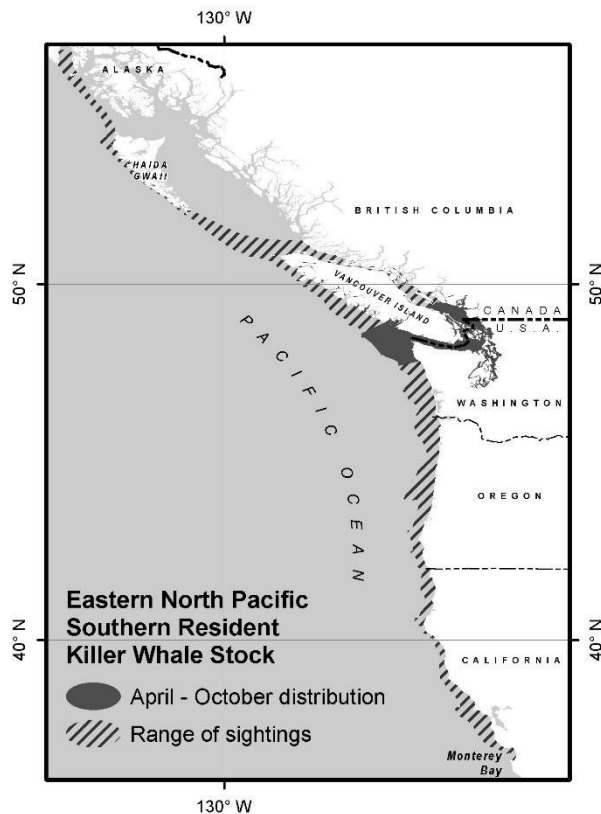 130° W
ALASKA
HAIDA
GWAII
BRITISH COLUMBIA
50° N
50° N
VANCOUVER ISLAND
CANADA
U.S.A.
PACIFIC OCEAN
WASHINGTON
OREGON
Eastern North Pacific
Southern Resident
Killer Whale Stock
40° N
40° N
CALIFORNIA
April - October distribution
Range of sightings
Monterey
Bay
130° W